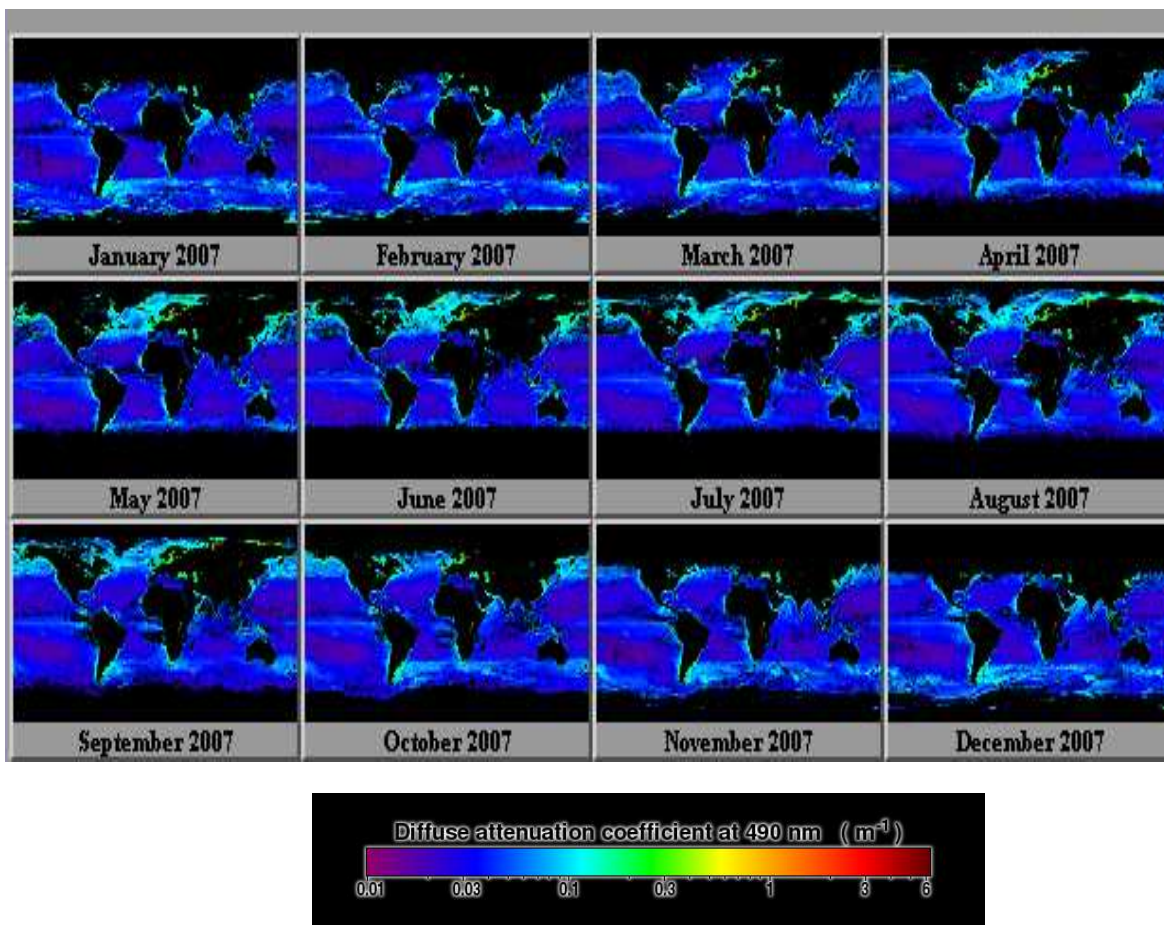 January 2007 February 2007 March 2007 April 2007
May 2007 June 2007 July 2007 August 2007
September 2007 October 2007 November 2007 December 2007
Diffuse attenuation coefficient at 490 nm ( m⁻¹ )
0.01 0.03 0.1 0.3 1 3 6